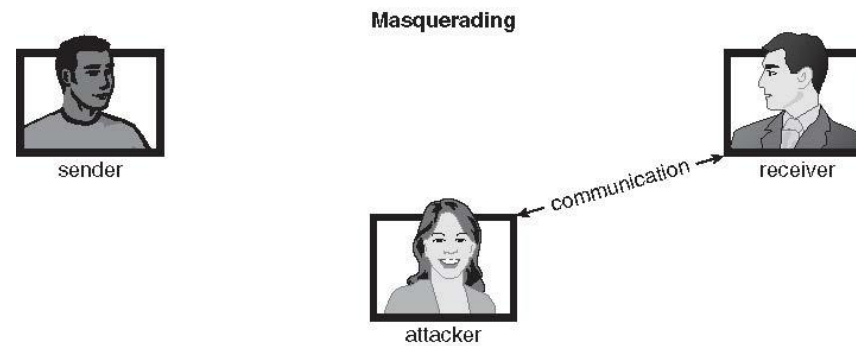 Masquerading
sender
communication
receiver
attacker